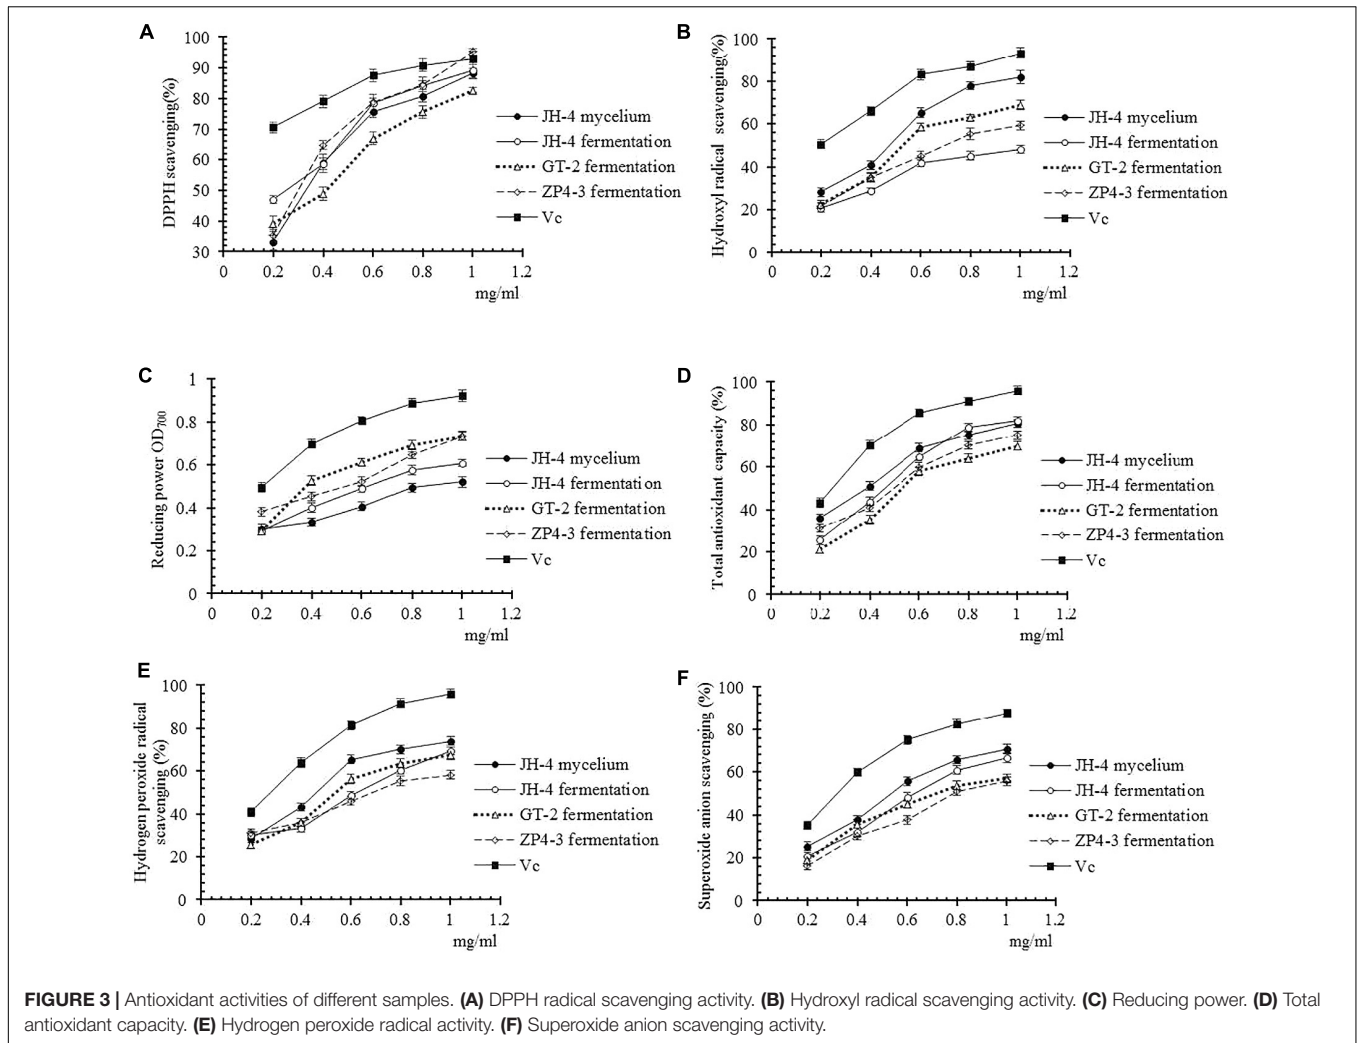 A
100
90
80
70
60
50
40
30
0
0.2
0.4
0.6
0.8
1
1.2
mg/ml
DPPH scavenging(%)
JH-4 mycelium
JH-4 fermentation
GT-2 fermentation
ZP4-3 fermentation
Vc
B
100
80
60
40
20
0
0
0.2
0.4
0.6
0.8
1
1.2
mg/ml
Hydroxyl radical scavenging(%)
JH-4 mycelium
JH-4 fermentation
GT-2 fermentation
ZP4-3 fermentation
Vc
C
1
0.8
0.6
0.4
0.2
0
0
0.2
0.4
0.6
0.8
1
1.2
mg/ml
Reducing power OD700
JH-4 mycelium
JH-4 fermentation
GT-2 fermentation
ZP4-3 fermentation
Vc
D
100
80
60
40
20
0
0
0.2
0.4
0.6
0.8
1
1.2
mg/ml
Total antioxidant capacity (%)
JH-4 mycelium
JH-4 fermentation
GT-2 fermentation
ZP4-3 fermentation
Vc
E
100
80
60
40
20
0
0
0.2
0.4
0.6
0.8
1
1.2
mg/ml
Hydrogen peroxide radical
scavenging (%)
JH-4 mycelium
JH-4 fermentation
GT-2 fermentation
ZP4-3 fermentation
Vc
F
100
80
60
40
20
0
0
0.2
0.4
0.6
0.8
1
1.2
mg/ml
Superoxide anion scavenging (%)
JH-4 mycelium
JH-4 fermentation
GT-2 fermentation
ZP4-3 fermentation
Vc
FIGURE 3 | Antioxidant activities of different samples. (A) DPPH radical scavenging activity. (B) Hydroxyl radical scavenging activity. (C) Reducing power. (D) Total
antioxidant capacity. (E) Hydrogen peroxide radical activity. (F) Superoxide anion scavenging activity.